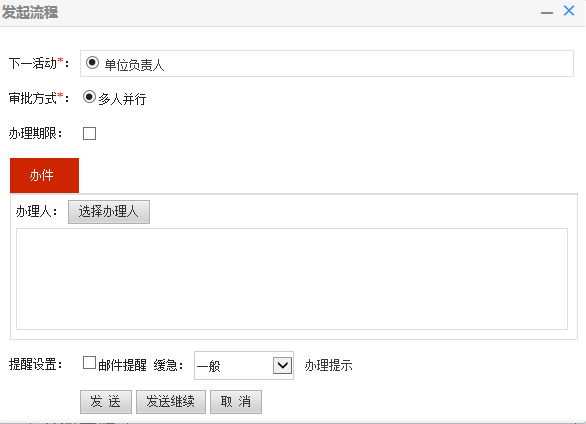 发起流程
下一活动*： 单位负责人
审批方式*： 多人并行
办理期限：
办件
办理人： 选择办理人
提醒设置： 邮件提醒 缓急： 一般 办理提示
发 送 发送继续 取 消